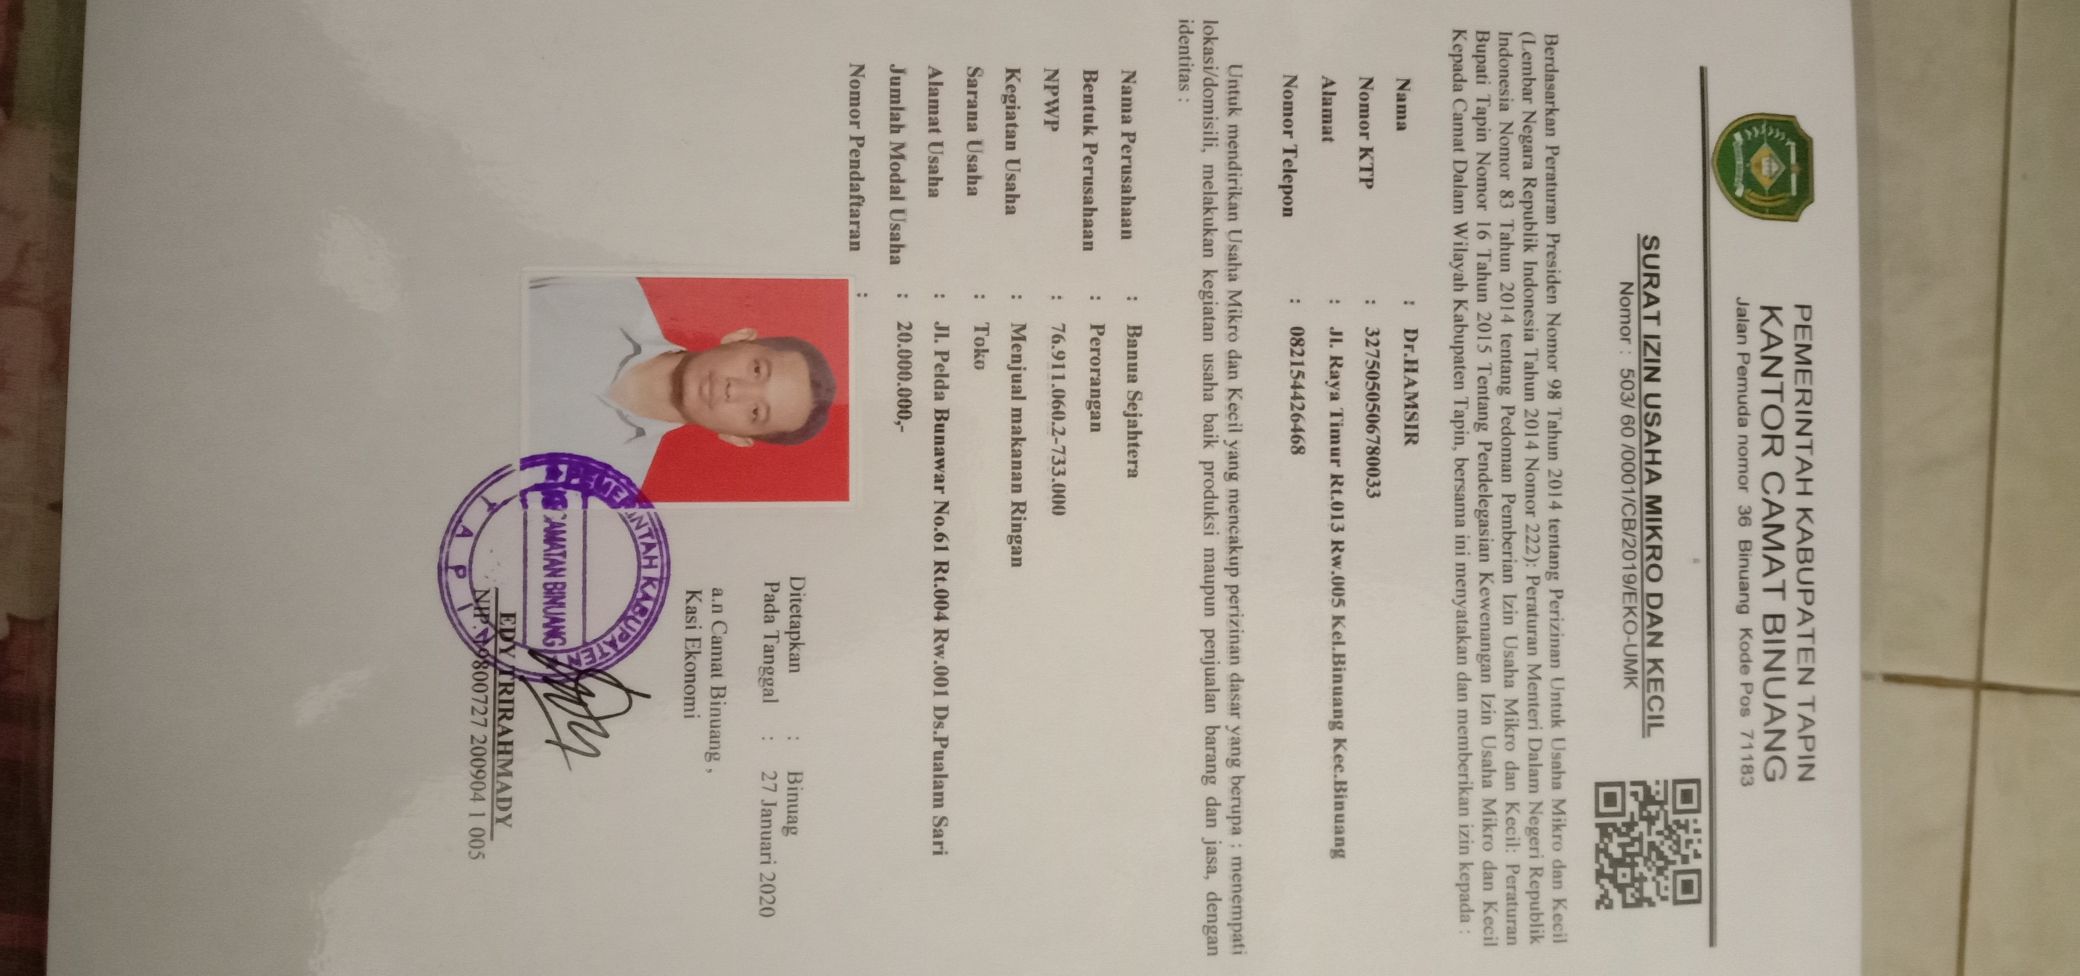 PEMERINTAH KABUPATEN TAPIN
KANTOR CAMAT BINUANG
Jalan Pemuda nomor 36 Binuang Kode Pos 71183
SURAT IZIN USAHA MIKRO DAN KECIL
Nomor : 503/ 60 /0001/CB/2019/EKO-UMK
Berdasarkan Peraturan Presiden Nomor 98 Tahun 2014 tentang Perizinan Untuk Usaha Mikro dan Kecil
(Lembar Negara Republik Indonesia Tahun 2014 Nomor 222): Peraturan Menteri Dalam Negeri Republik
Indonesia Nomor 83 Tahun 2014 tentang Pedoman Pemberian Izin Usaha Mikro dan Kecil: Peraturan
Bupati Tapin Nomor 16 Tahun 2015 Tentang Pendelegasian Kewenangan Izin Usaha Mikro dan Kecil
Kepada Camat Dalam Wilayah Kabupaten Tapin, bersama ini menyatakan dan memberikan izin kepada :
Nama : Dr.HAMSIR
Nomor KTP : 3275050506780033
Alamat : Jl. Raya Timur Rt.013 Rw.005 Kel.Binuang Kec.Binuang
Nomor Telepon : 082154426468
Untuk mendirikan Usaha Mikro dan Kecil yang mencakup perizinan dasar yang berupa : menempati
lokasi/domisili, melakukan kegiatan usaha baik produksi maupun penjualan barang dan jasa, dengan
identitas :
Nama Perusahaan : Banua Sejahtera
Bentuk Perusahaan : Perorangan
NPWP : 76.911.060.2-733.000
Kegiatan Usaha : Menjual makanan Ringan
Sarana Usaha : Toko
Alamat Usaha : Jl. Pelda Bunawar No.61 Rt.004 Rw.001 Ds.Pualam Sari
Jumlah Modal Usaha : 20.000.000,-
Nomor Pendaftaran :
Ditetapkan : Binuag
Pada Tanggal : 27 Januari 2020
a.n Camat Binuang ,
Kasi Ekonomi
PEMERINTAH KABUPATEN
KECAMATAN BINUANG
TAPIN
EDY TRIRAHMADY
NIP. 19800727 200904 1 005